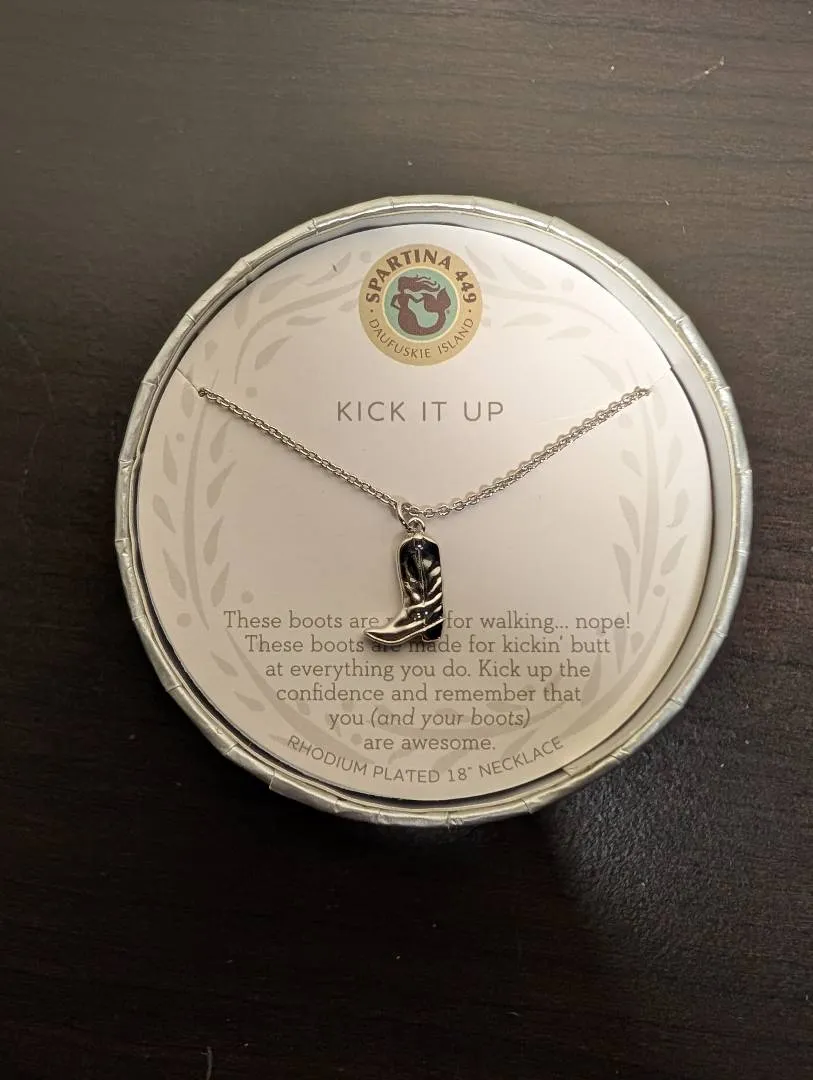 SPARTINA 449
· DAUFUSKIE ISLAND ·
KICK IT UP
These boots are for walking... nope!
These boots are made for kickin' butt
at everything you do. Kick up the
confidence and remember that
you (and your boots)
are awesome.
RHODIUM PLATED 18" NECKLACE